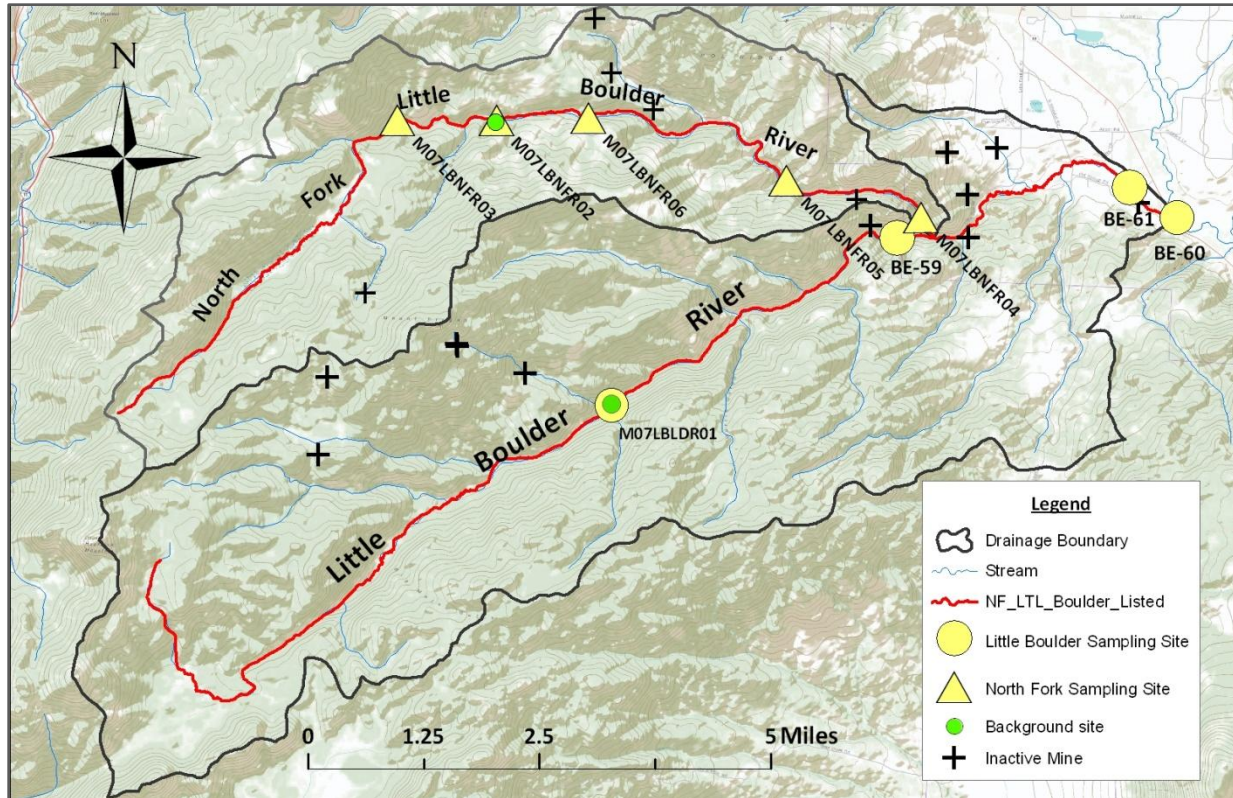 N
Little
Boulder
River
Fork
North
M07LBNFR03
M07LBNFR02
M07LBNFR06
M07LBNFR05
M07LBNFR04
BE-61
BE-60
BE-59
River
Boulder
Little
M07LBLDR01
0 1.25 2.5 5 Miles
Legend
Drainage Boundary
Stream
NF_LTL_Boulder_Listed
Little Boulder Sampling Site
North Fork Sampling Site
Background site
Inactive Mine